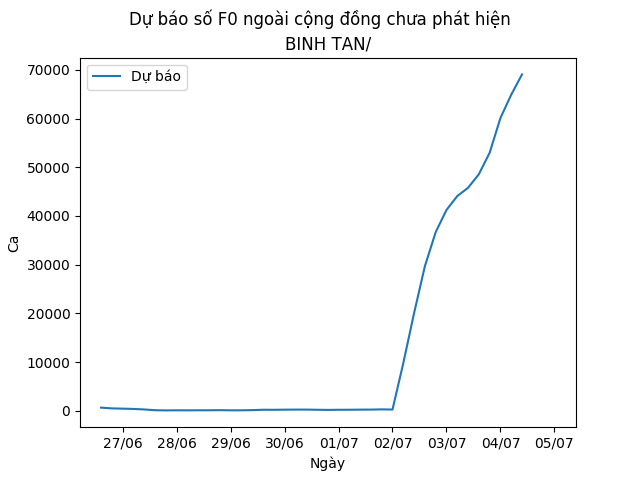 Dự báo số F0 ngoài cộng đồng chưa phát hiện
BINH TAN/
Dự báo
70000
60000
50000
40000
30000
20000
10000
0
Ca
27/06 28/06 29/06 30/06 01/07 02/07 03/07 04/07 05/07
Ngày